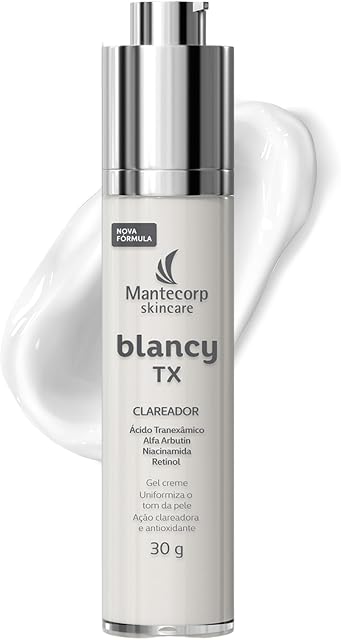 NOVA
FÓRMULA
Mantecorp
skincare
blancy
TX
CLAREADOR
Ácido Tranexâmico
Alfa Arbutin
Niacinamida
Retinol
Gel creme
Uniformiza o
tom da pele
Ação clareadora
e antioxidante
30 g